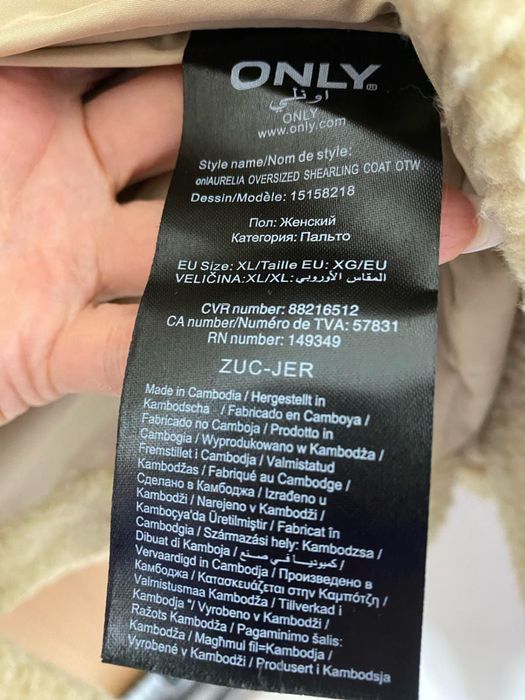 ONLY®
اونلي
ONLY
www.only.com
Style name/Nom de style:
onlAURELIA OVERSIZED SHEARLING COAT OTW
Dessin/Modèle: 15158218
Пол: Женский
Категория: Пальто
EU Size: XL/Taille EU: XG/EU
VELIČINA:XL/XL: المقاس الأوروبي
CVR number: 88216512
CA number/Numéro de TVA: 57831
RN number: 149349
ZUC-JER
Made in Cambodia / Hergestellt in
Kambodscha / Fabricado en Camboya /
Fabricado no Camboja / Prodotto in
Cambogia / Wyprodukowano w Kambodża /
Fremstillet i Cambodja / Valmistatud
Kambodžas / Fabriqué au Cambodge /
Сделано в Камбоджа / Izrađeno u
Kambodži / Narejeno v Kambodži /
Kamboçya'da Üretilmiştir / Fabricat în
Cambodgia / Származási hely: Kambodzsa /
Dibuat di Kamboja / كمبوديا في صنع /
Vervaardigd in Cambodja / Произведено в
Камбоджа / Κατασκευάζεται στην Καμπότζη /
Valmistusmaa Kambodža / Tillverkad i
Kambodja */ Vyrobeno v Kambodži /
Ražots Kambodža / Pagaminimo šalis:
Kambodža / Magħmul fil=Kambodja /
Vyrobené v Kambodži / Produsert i Kambodsja